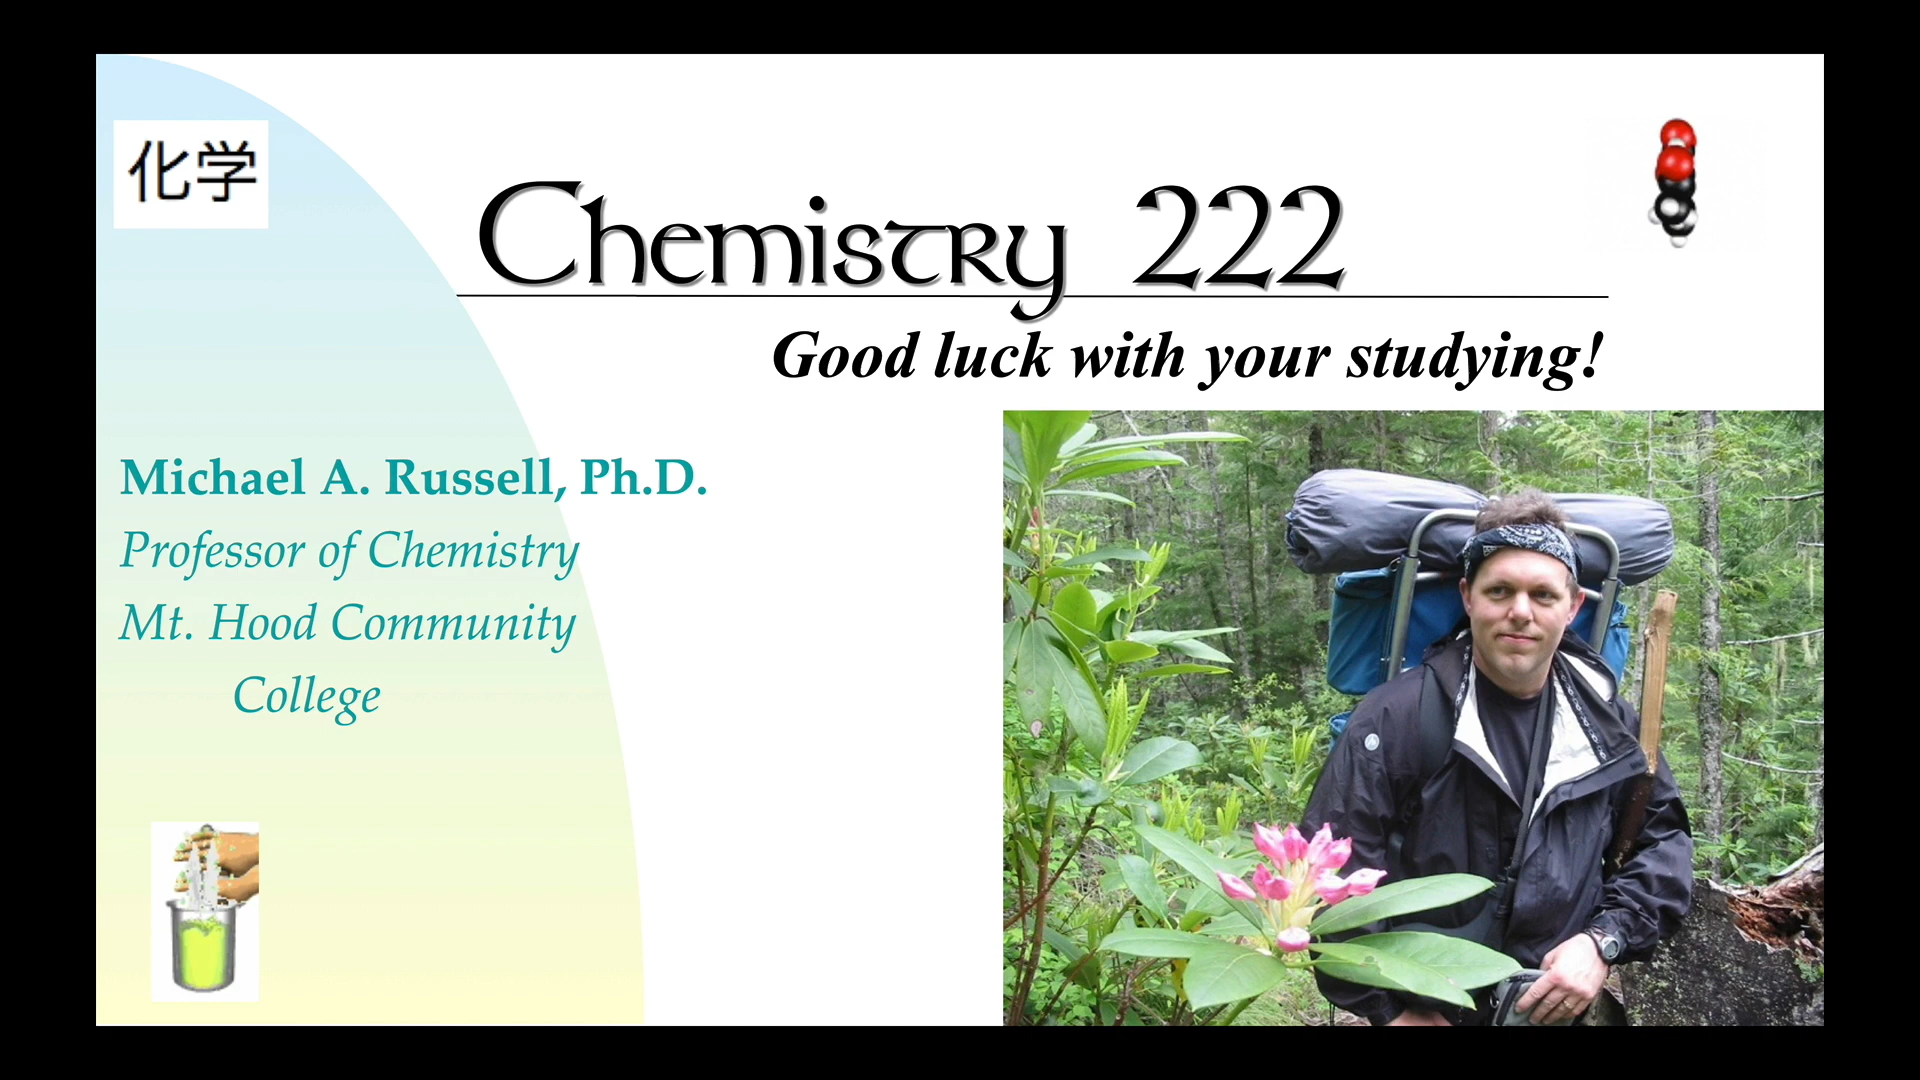 化学
Chemistry 222
Good luck with your studying!
Michael A. Russell, Ph.D.
Professor of Chemistry
Mt. Hood Community
College